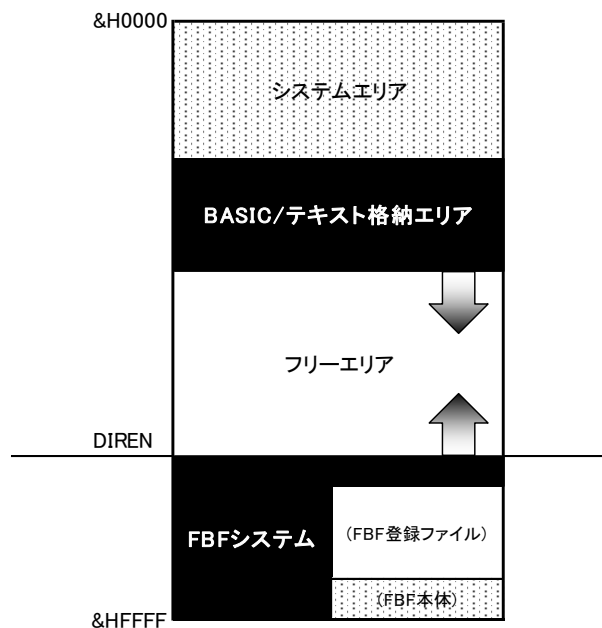 &H0000
システムエリア
BASIC/テキスト格納エリア
フリーエリア
DIREN
FBFシステム
(FBF登録ファイル)
(FBF本体)
&HFFFF